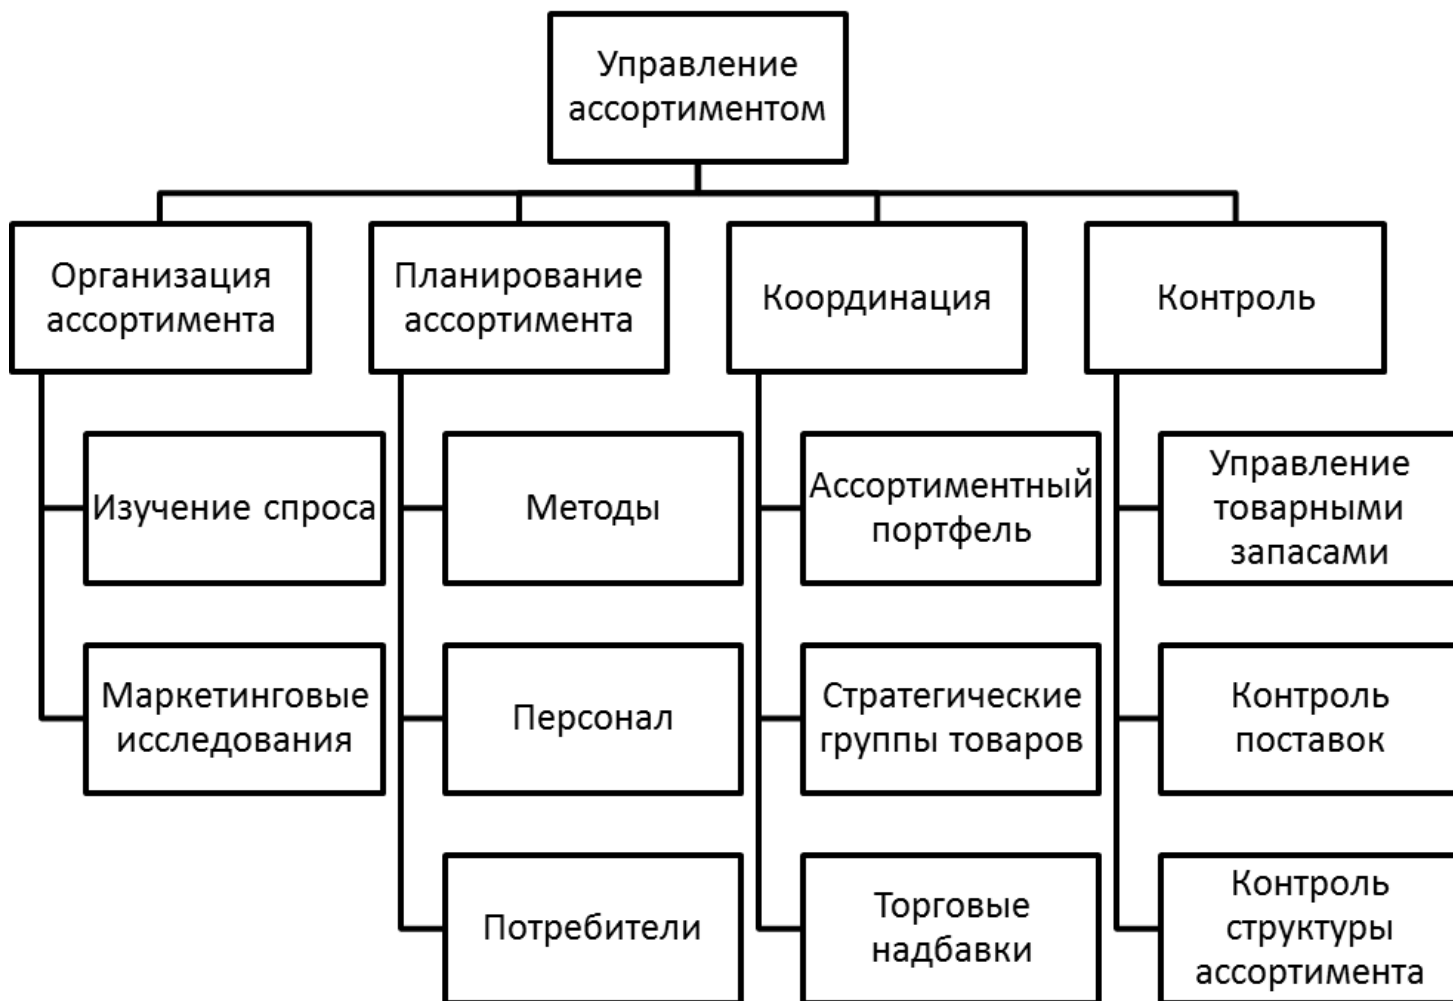 Управление
ассортиментом
Организация
ассортимента
Планирование
ассортимента
Координация
Контроль
Изучение спроса
Методы
Ассортиментный
портфель
Управление
товарными
запасами
Маркетинговые
исследования
Персонал
Стратегические
группы товаров
Контроль
поставок
Потребители
Торговые
надбавки
Контроль
структуры
ассортимента